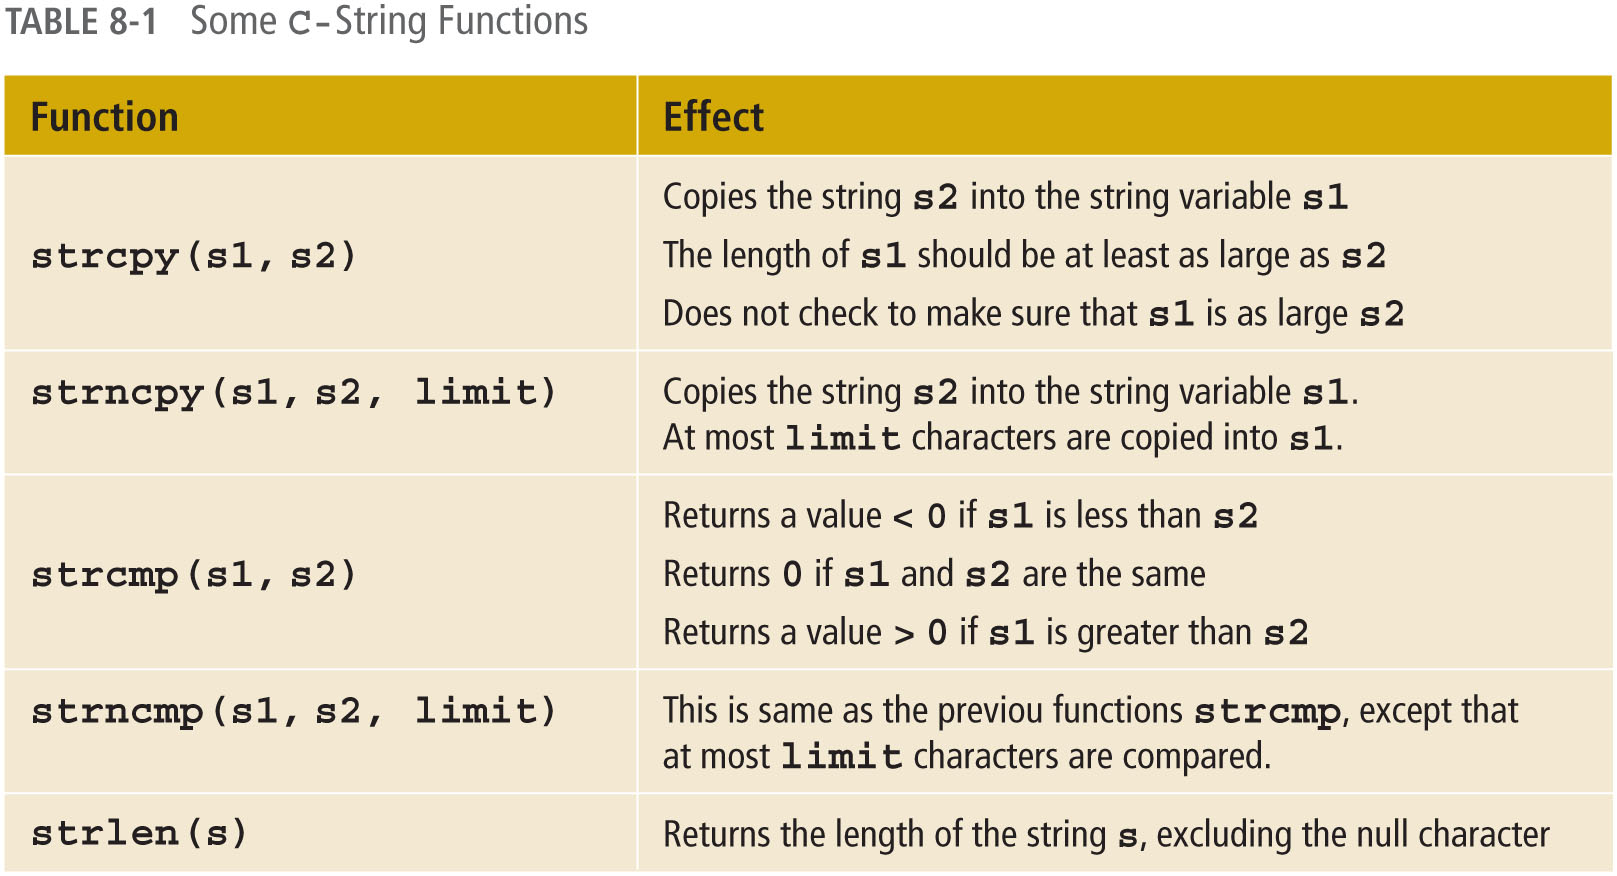 TABLE 8-1 Some C-String Functions
Function Effect
strcpy(s1, s2)
Copies the string s2 into the string variable s1
The length of s1 should be at least as large as s2
Does not check to make sure that s1 is as large s2
strncpy(s1, s2, limit)
Copies the string s2 into the string variable s1.
At most limit characters are copied into s1.
strcmp(s1, s2)
Returns a value < 0 if s1 is less than s2
Returns 0 if s1 and s2 are the same
Returns a value > 0 if s1 is greater than s2
strncmp(s1, s2, limit)
This is same as the previou functions strcmp, except that
at most limit characters are compared.
strlen(s)
Returns the length of the string s, excluding the null character